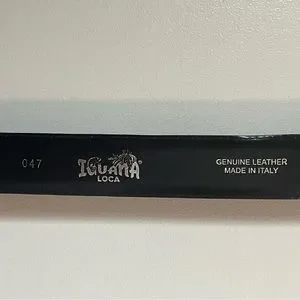 047
IGUANA®
LOCA
GENUINE LEATHER
MADE IN ITALY